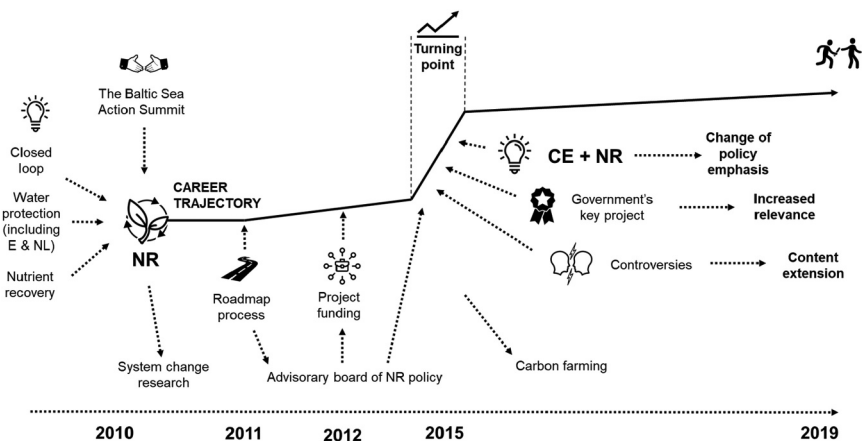 Turning
point
The Baltic Sea
Action Summit
Closed
loop
Water
protection
(including
E & NL)
Nutrient
recovery
NR
CAREER
TRAJECTORY
CE + NR
Change of
policy
emphasis
Government's
key project
Increased
relevance
Controversies
Content
extension
Roadmap
process
Project
funding
System change
research
Advisorary board of NR policy
Carbon farming
2010
2011
2012
2015
2019